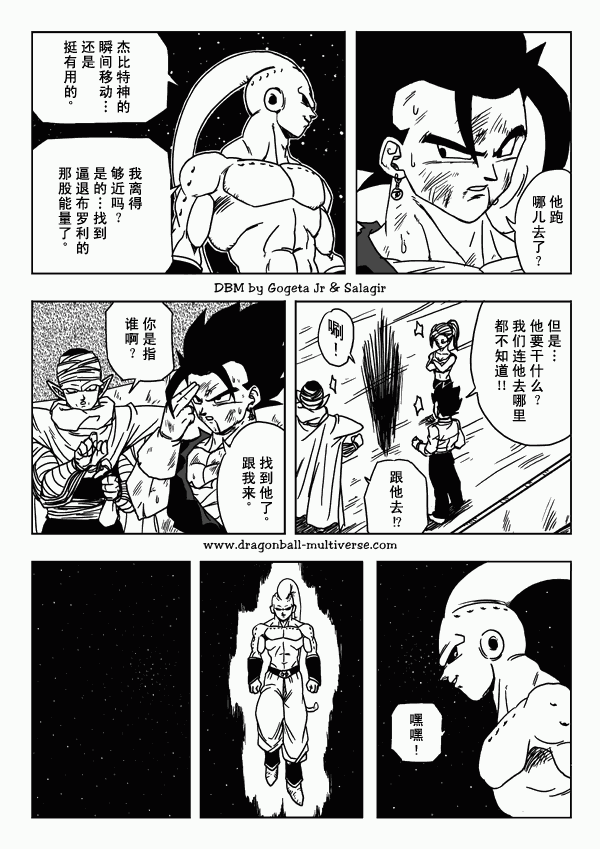 杰比特神的
瞬间移动…
还是
挺有用的。
我离得
够近吗？
是的…找到
逼退布罗利的
那股能量了。
他跑
哪儿去了？
DBM by Gogeta Jr & Salagir
你是指
谁啊？
找到他了。
跟我来。
唰！
但是…
他要干什么？
我们连他去哪里
都不知道!!
跟他去!?
www.dragonball-multiverse.com
嘿
嘿！